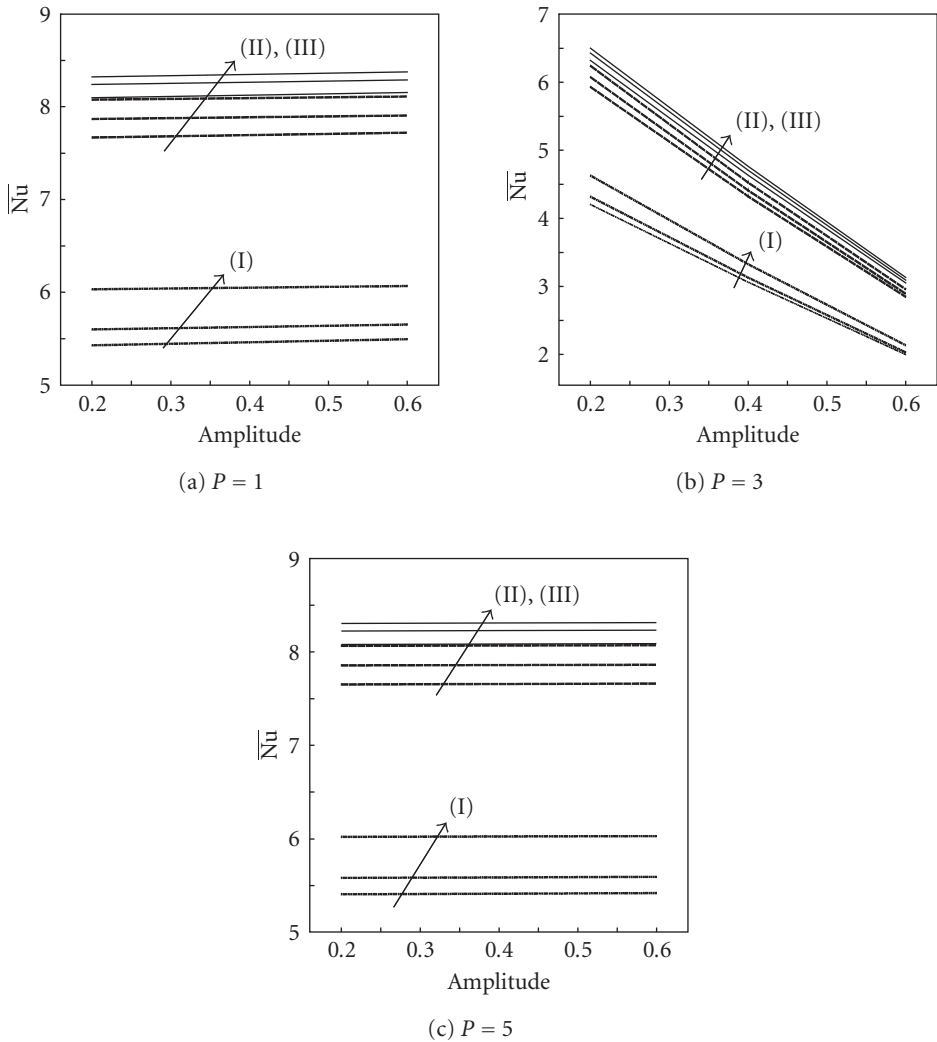 9
8
7
6
5
N̅u̅
(II), (III)
(I)
0.2 0.3 0.4 0.5 0.6
Amplitude
(a) P = 1
7
6
5
4
3
2
N̅u̅
(II), (III)
(I)
0.2 0.3 0.4 0.5 0.6
Amplitude
(b) P = 3
9
8
7
6
5
N̅u̅
(II), (III)
(I)
0.2 0.3 0.4 0.5 0.6
Amplitude
(c) P = 5